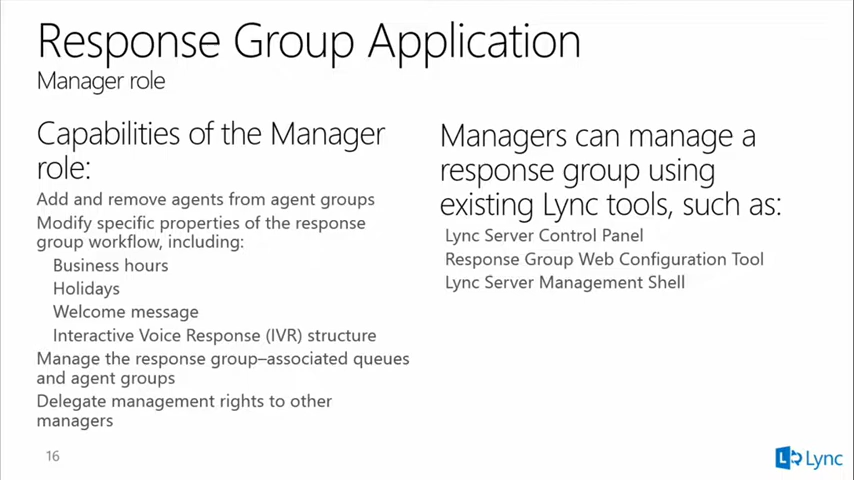 Response Group Application
Manager role
Capabilities of the Manager
role:
Add and remove agents from agent groups
Modify specific properties of the response
group workflow, including:
Business hours
Holidays
Welcome message
Interactive Voice Response (IVR) structure
Manage the response group–associated queues
and agent groups
Delegate management rights to other
managers
Managers can manage a
response group using
existing Lync tools, such as:
Lync Server Control Panel
Response Group Web Configuration Tool
Lync Server Management Shell
16
L Lync